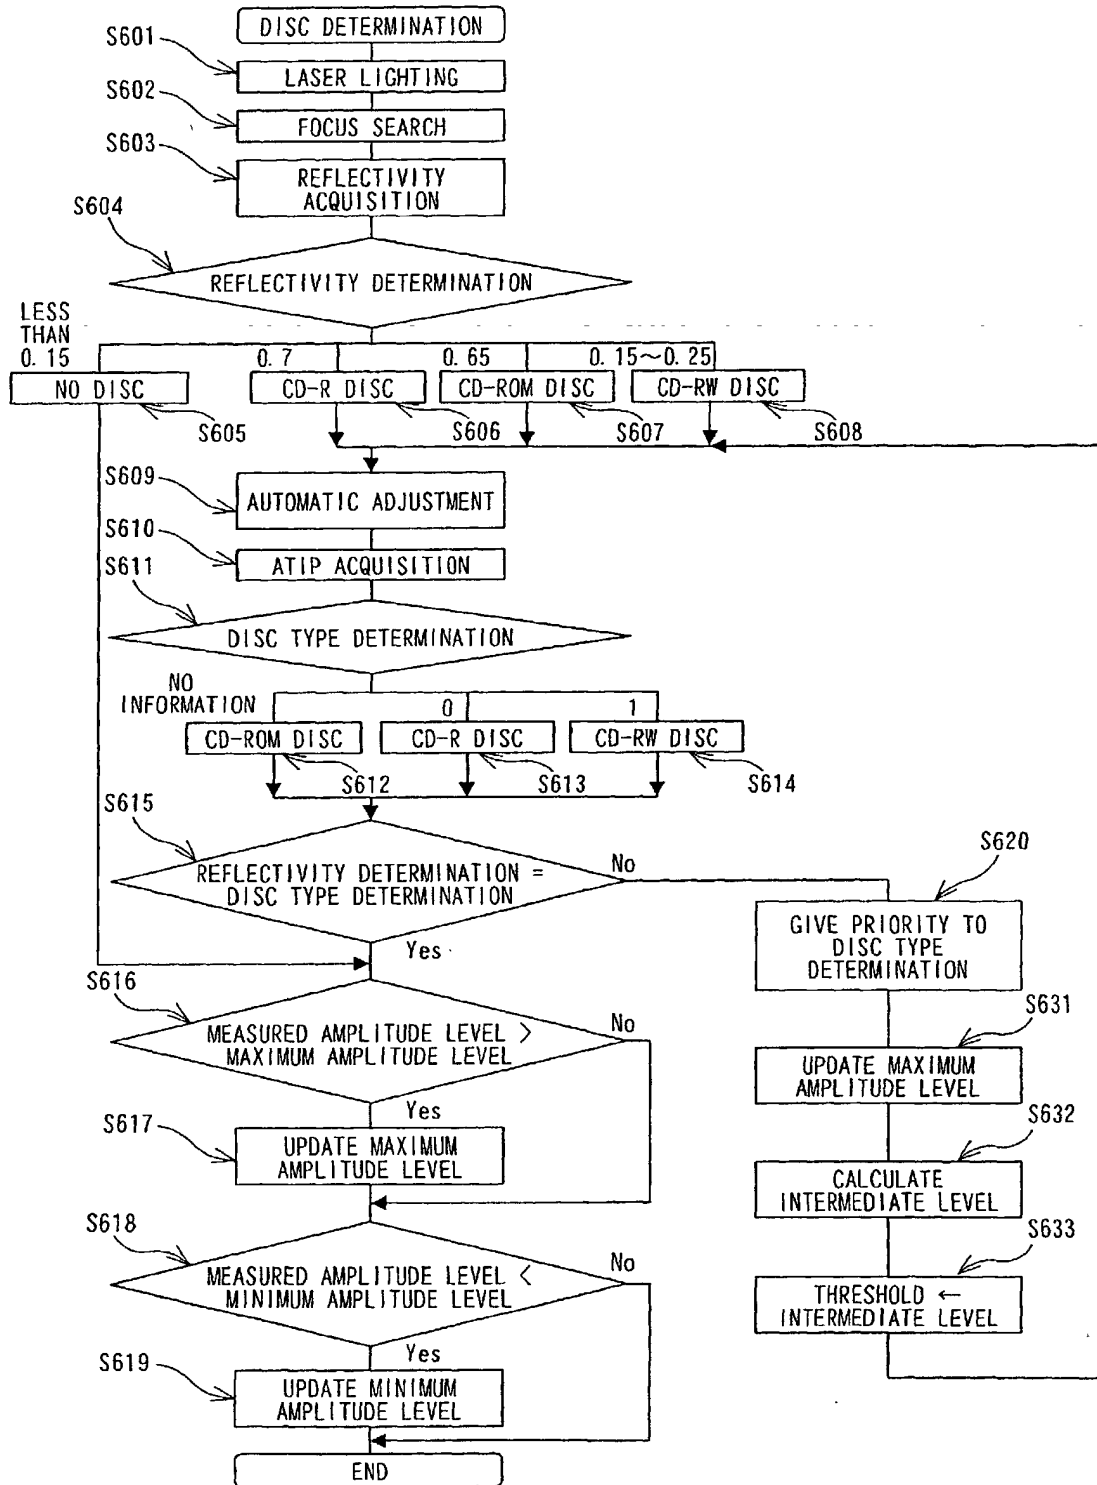 DISC DETERMINATION
S601
LASER LIGHTING
S602
FOCUS SEARCH
S603
REFLECTIVITY
ACQUISITION
S604
REFLECTIVITY DETERMINATION
LESS
THAN
0.15
0.7
0.65
0.15~0.25
NO DISC
CD-R DISC
CD-ROM DISC
CD-RW DISC
S605
S606
S607
S608
S609
AUTOMATIC ADJUSTMENT
S610
ATIP ACQUISITION
S611
DISC TYPE DETERMINATION
NO
INFORMATION
0
1
CD-ROM DISC
CD-R DISC
CD-RW DISC
S612
S613
S614
S615
REFLECTIVITY DETERMINATION =
DISC TYPE DETERMINATION
No
Yes
S620
GIVE PRIORITY TO
DISC TYPE
DETERMINATION
S616
MEASURED AMPLITUDE LEVEL >
MAXIMUM AMPLITUDE LEVEL
No
Yes
S631
UPDATE MAXIMUM
AMPLITUDE LEVEL
S617
UPDATE MAXIMUM
AMPLITUDE LEVEL
S632
CALCULATE
INTERMEDIATE LEVEL
S618
MEASURED AMPLITUDE LEVEL <
MINIMUM AMPLITUDE LEVEL
No
Yes
S633
THRESHOLD ←
INTERMEDIATE LEVEL
S619
UPDATE MINIMUM
AMPLITUDE LEVEL
END